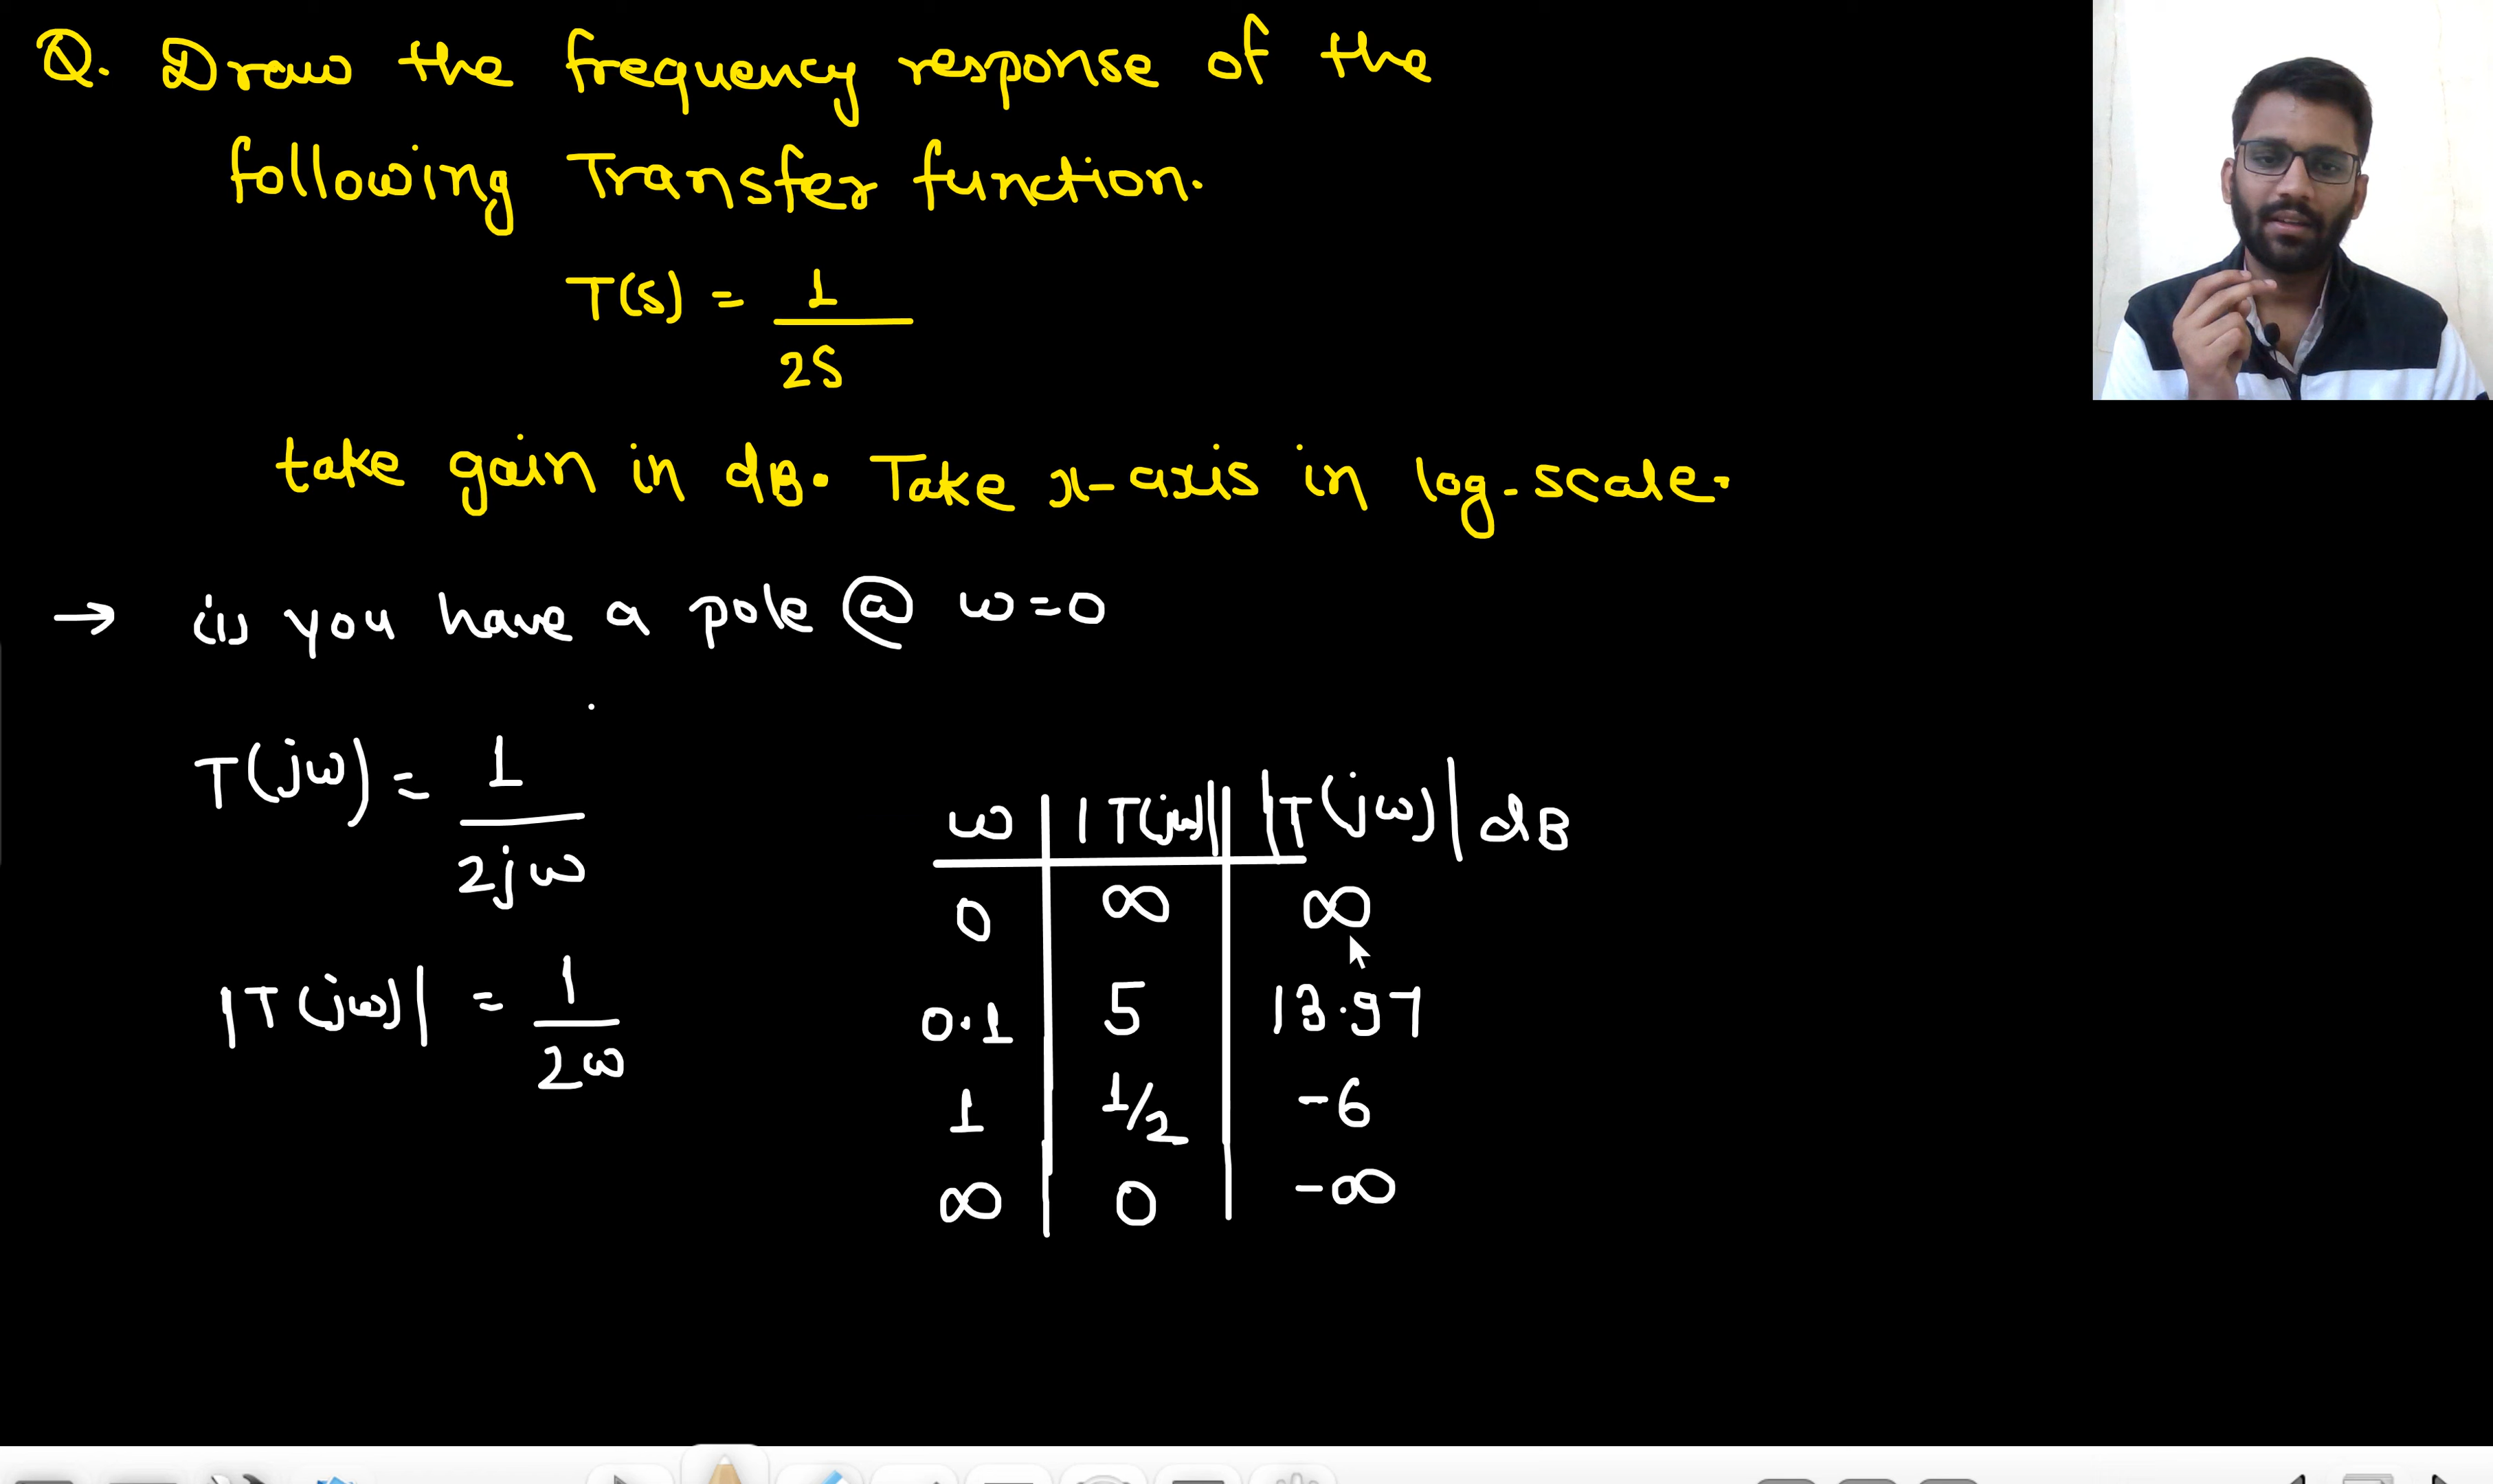 Q. Draw the frequency response of the
following Transfer function.
T(s) = 1
2s
take gain in dB. Take x-axis in log-scale.
→ (i) you have a pole @ ω=0
T(jω) = 1
2jω
|T(jω)| = 1
2ω
ω |T(jω)| |T(jω)| dB
0 ∞ ∞
0.1 5 13.97
1 1/2 -6
∞ 0 -∞